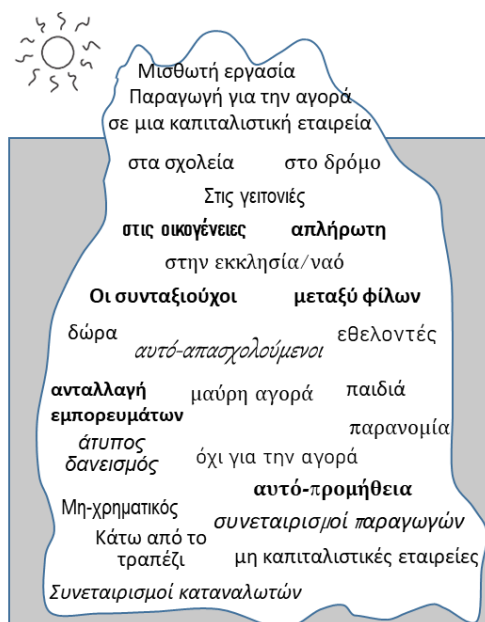 Μισθωτή εργασία
Παραγωγή για την αγορά
σε μια καπιταλιστική εταιρεία
στα σχολεία στο δρόμο
Στις γειτονιές
στις οικογένειες απλήρωτη
στην εκκλησία/ναό
Οι συνταξιούχοι μεταξύ φίλων
δώρα αυτό-απασχολούμενοι εθελοντές
ανταλλαγή
εμπορευμάτων
μαύρη αγορά παιδιά
παρανομία
άτυπος
δανεισμός
όχι για την αγορά
αυτό-προμήθεια
Μη-χρηματικός
συνεταιρισμοί παραγωγών
Κάτω από το
τραπέζι
μη καπιταλιστικές εταιρείες
Συνεταιρισμοί καταναλωτών